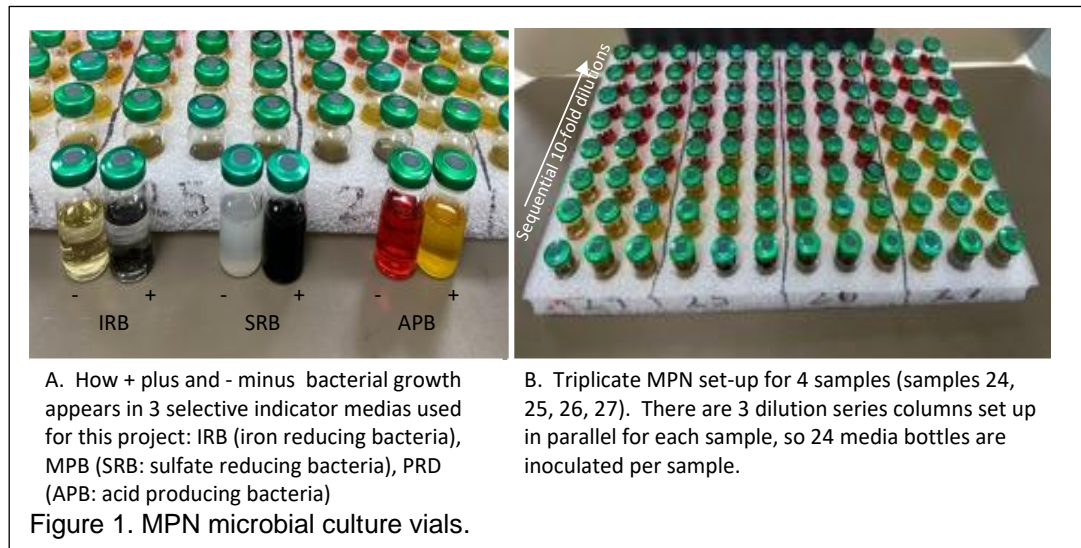 Sequential 10-fold dilutions
- + - + - +
IRB SRB APB
A. How + plus and - minus bacterial growth
appears in 3 selective indicator medias used
for this project: IRB (iron reducing bacteria),
MPB (SRB: sulfate reducing bacteria), PRD
(APB: acid producing bacteria)
B. Triplicate MPN set-up for 4 samples (samples 24,
25, 26, 27). There are 3 dilution series columns set up
in parallel for each sample, so 24 media bottles are
inoculated per sample.
Figure 1. MPN microbial culture vials.